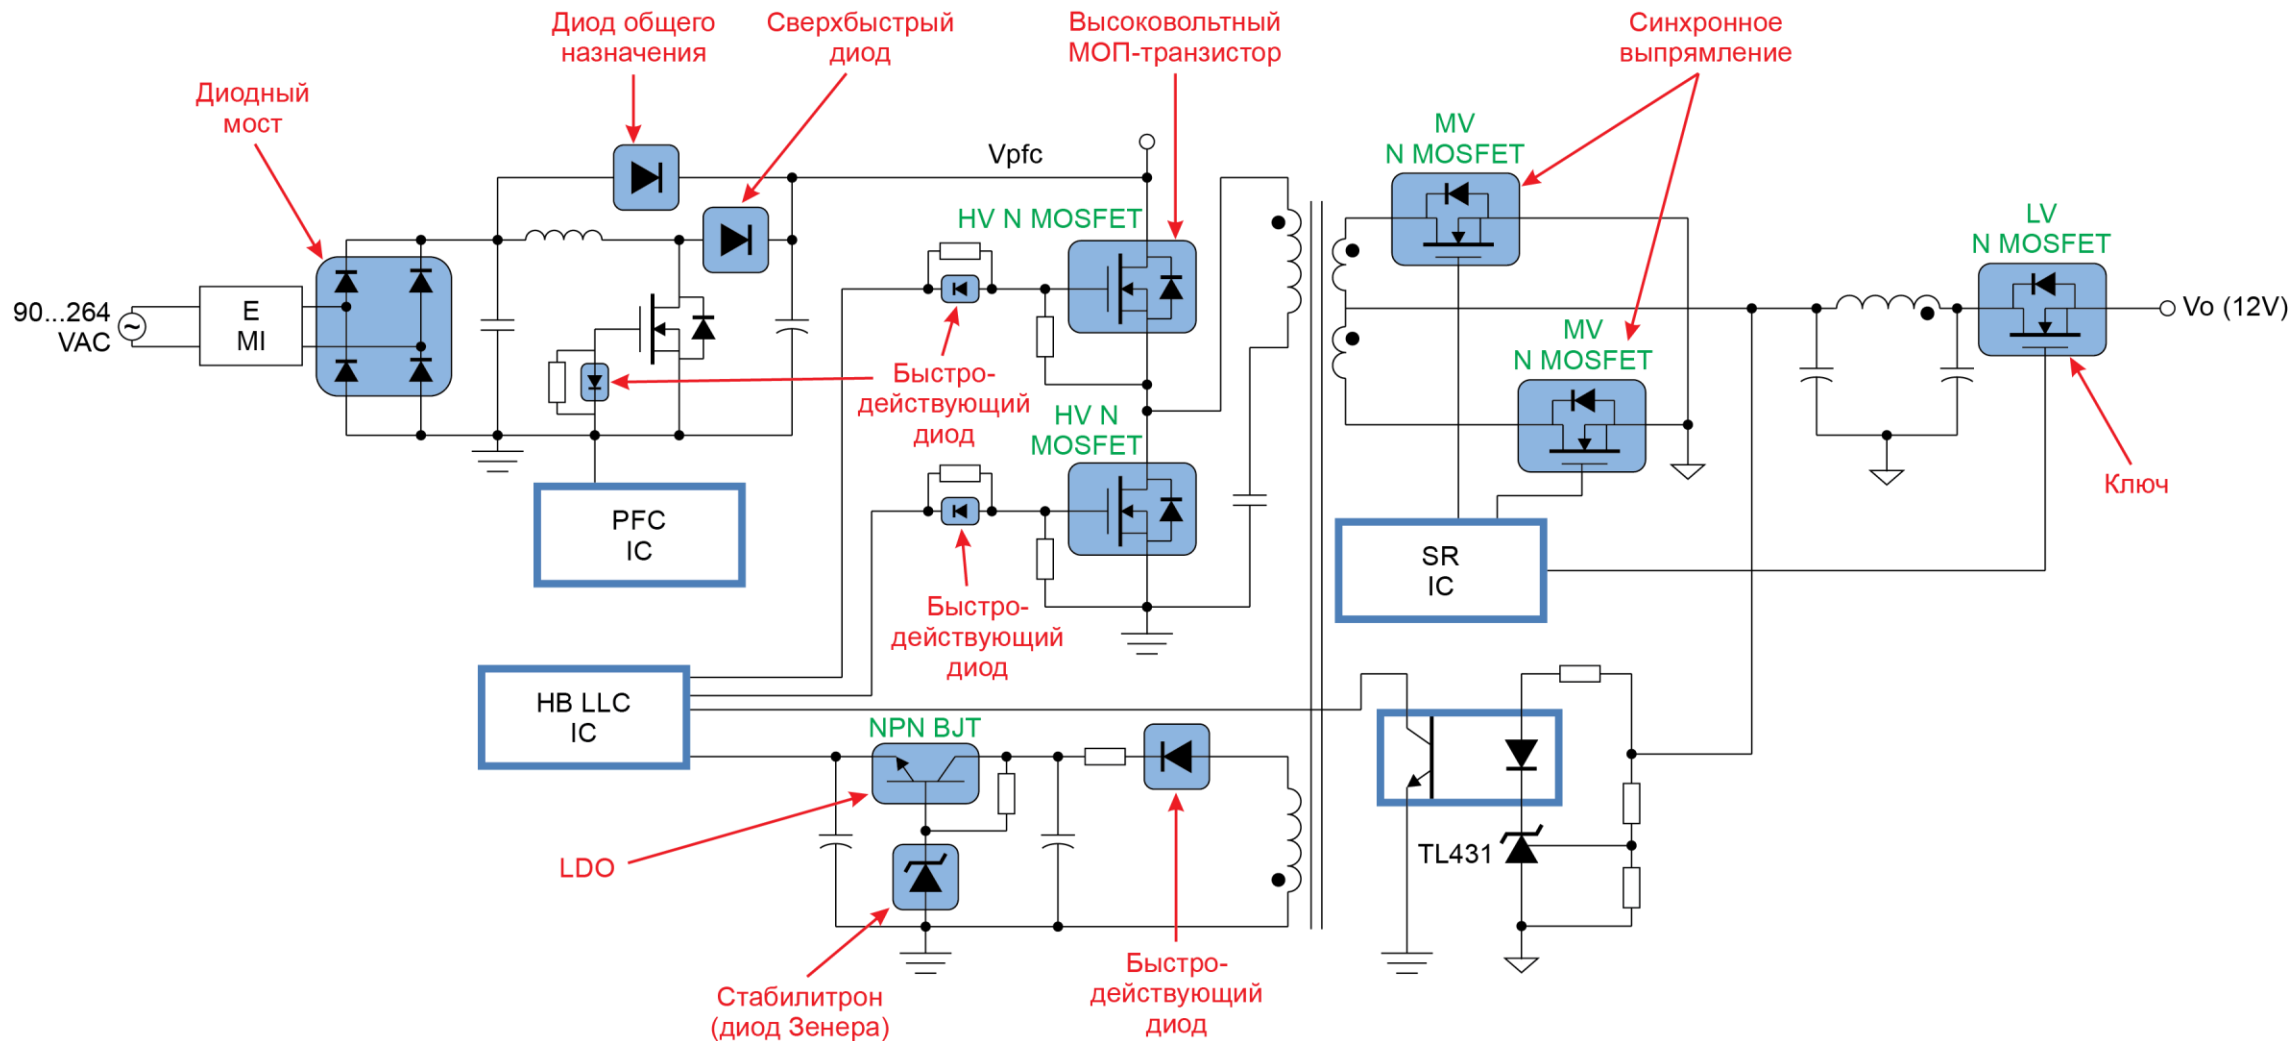 Диод общего
назначения
Сверхбыстрый
диод
Высоковольтный
МОП-транзистор
Синхронное
выпрямление
Диодный
мост
MV
N MOSFET
Vpfc
HV N MOSFET
LV
N MOSFET
90...264
VAC
~
E
MI
Vo (12V)
MV
N MOSFET
Быстро-
действующий
диод
HV N
MOSFET
Ключ
PFC
IC
SR
IC
Быстро-
действующий
диод
HB LLC
IC
NPN BJT
LDO
TL431
Стабилитрон
(диод Зенера)
Быстро-
действующий
диод